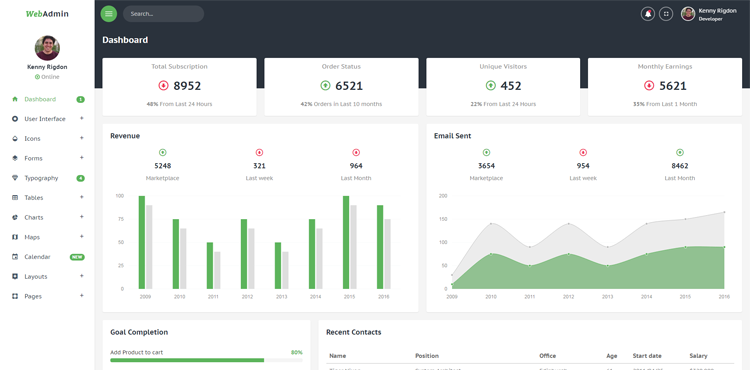 WebAdmin
Search...
Kenny Rigdon
Developer
Kenny Rigdon
Online
Dashboard 1
User Interface +
Icons +
Forms +
Typography 4
Tables +
Charts +
Maps +
Calendar NEW
Layouts +
Pages +
Dashboard
Total Subscription
8952
48% From Last 24 Hours
Order Status
6521
42% Orders in Last 10 months
Unique Visitors
452
22% From Last 24 Hours
Monthly Earnings
5621
35% From Last 1 Month
Revenue
5248
Marketplace
321
Last week
964
Last Month
100
75
50
25
0
2009 2010 2011 2012 2013 2014 2015 2016
Email Sent
3654
Marketplace
954
Last week
8462
Last Month
200
150
100
50
0
2009 2010 2011 2012 2013 2014 2015 2016
Goal Completion
Add Product to cart 80%
Recent Contacts
Name Position Office Age Start date Salary